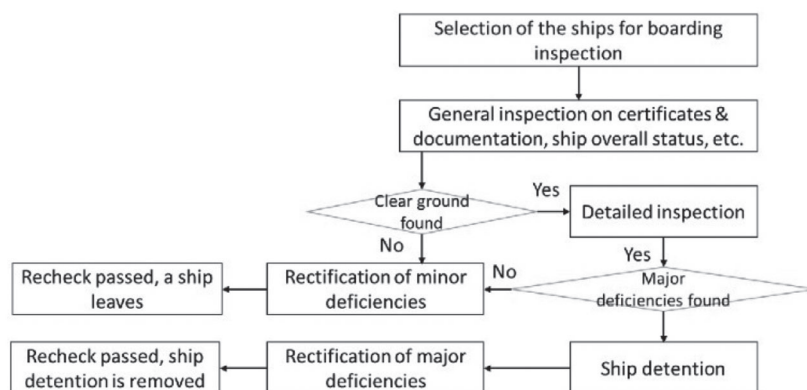 Selection of the ships for boarding
inspection
General inspection on certificates &
documentation, ship overall status, etc.
Clear ground
found
Yes
Detailed inspection
No
Yes
Recheck passed, a ship
leaves
Rectification of minor
deficiencies
No
Major
deficiencies found
Recheck passed, ship
detention is removed
Rectification of major
deficiencies
Ship detention